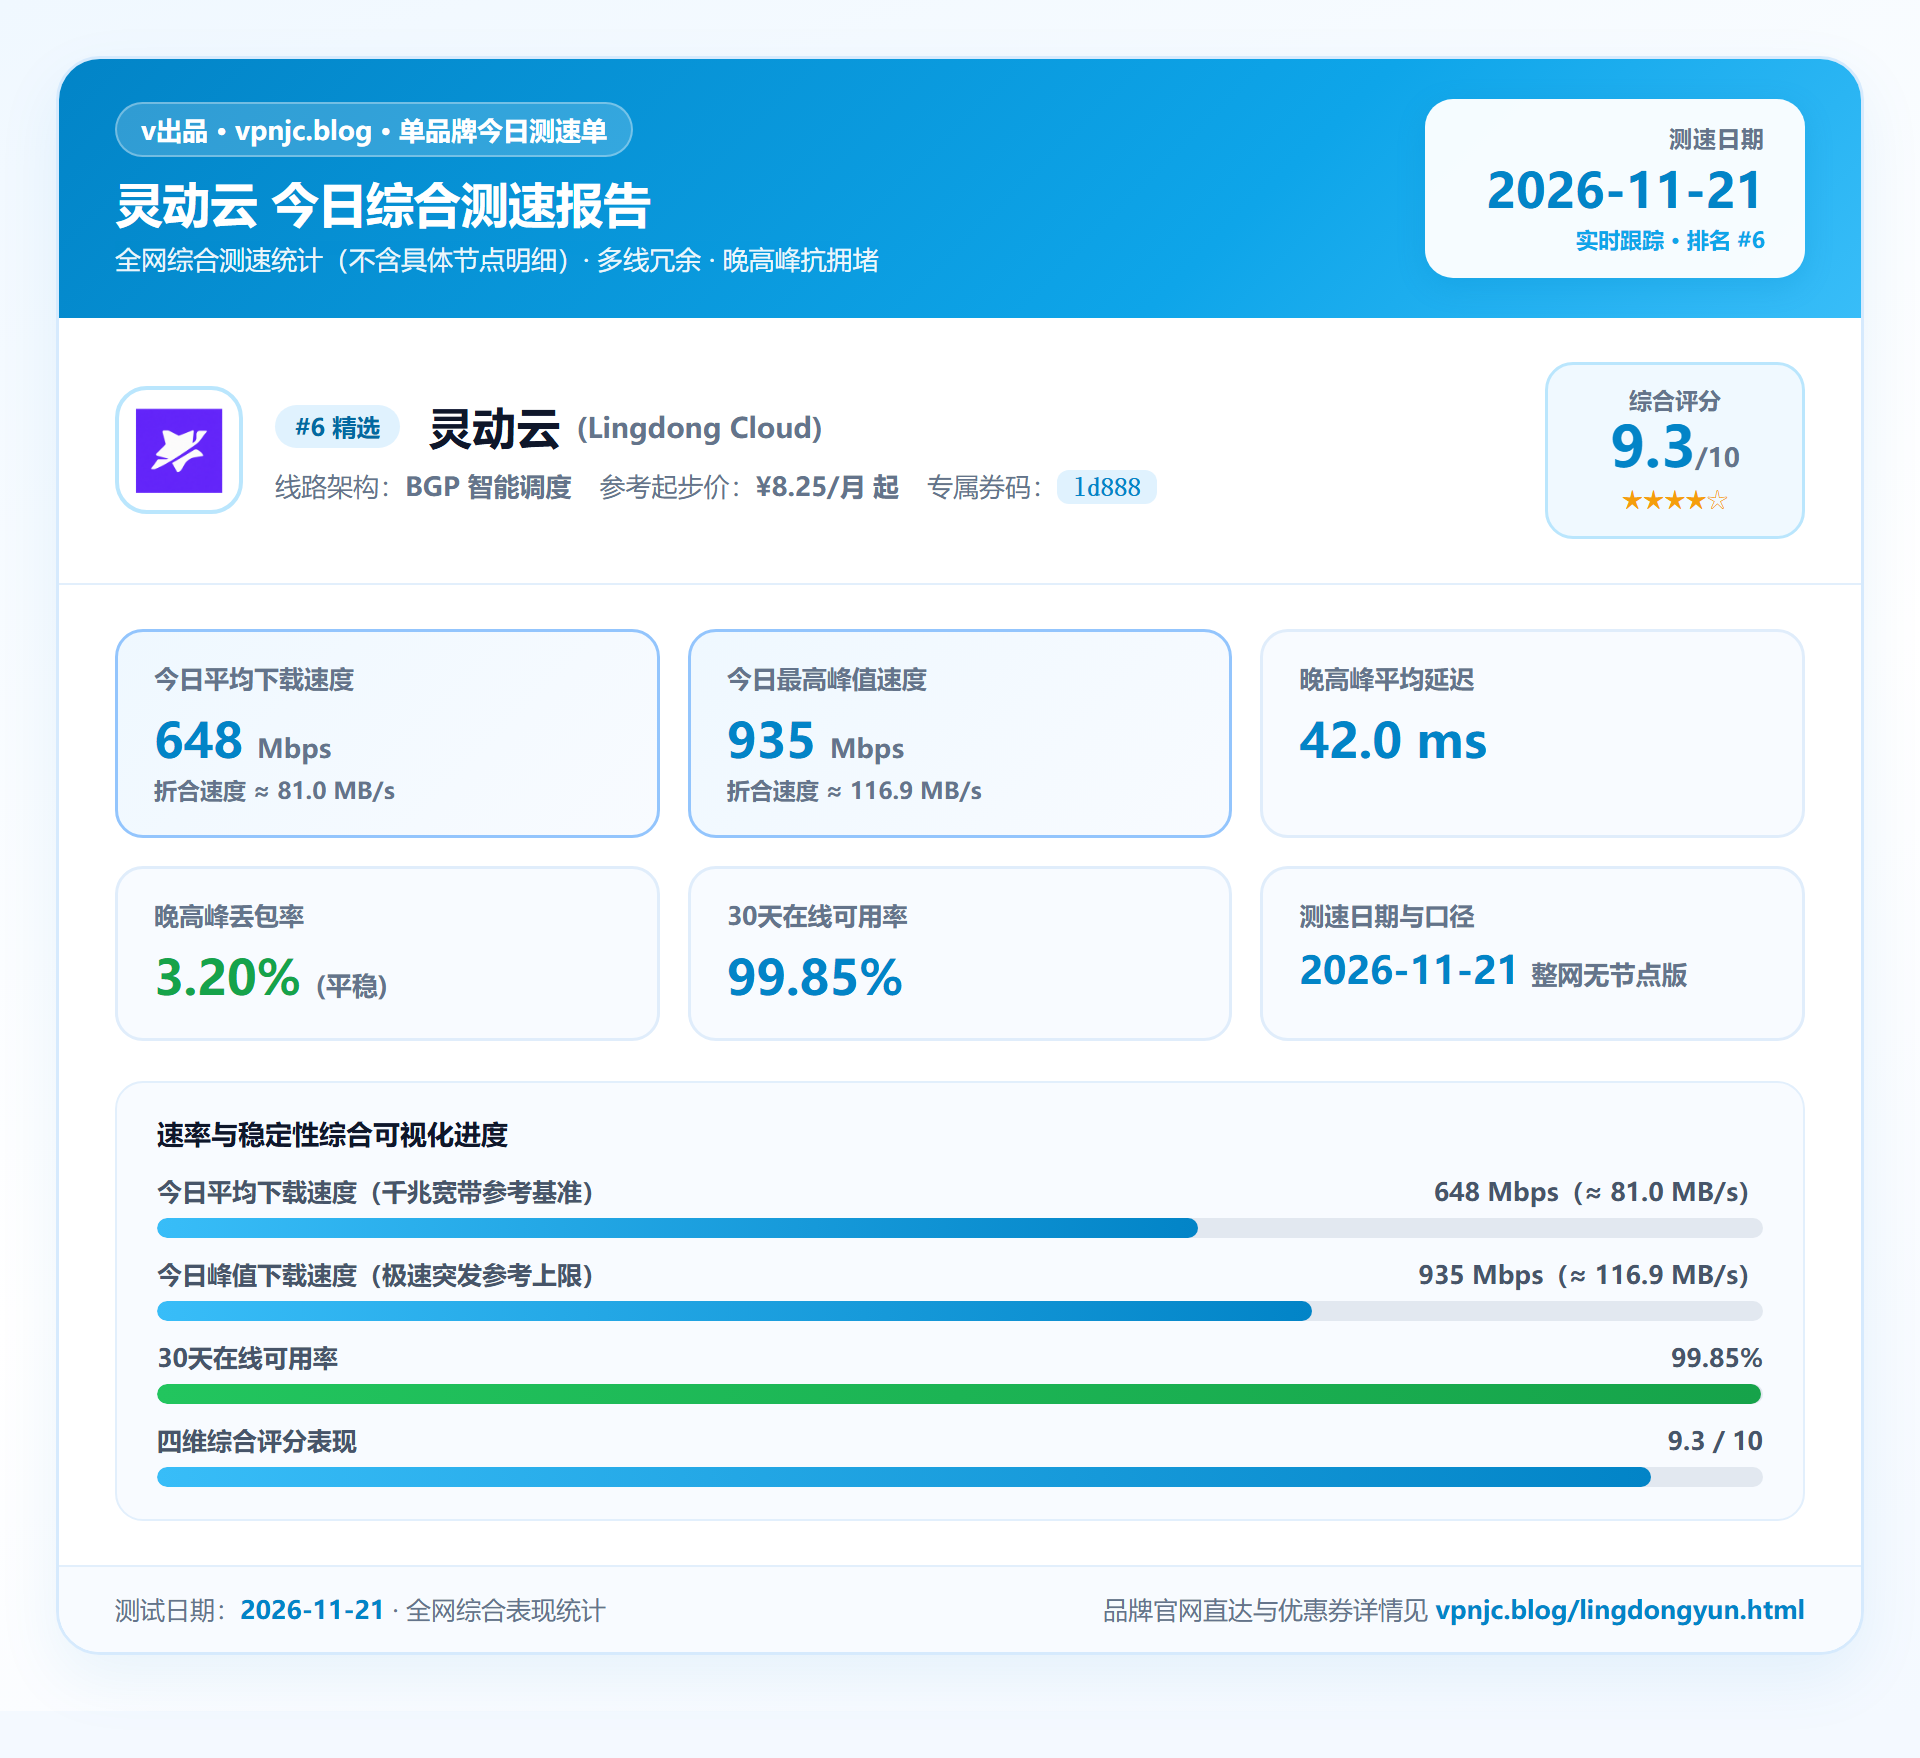 v出品 • vpnjc.blog • 单品牌今日测速单
灵动云 今日综合测速报告
全网综合测速统计（不含具体节点明细）· 多线冗余 · 晚高峰抗拥堵
测速日期
2026-11-21
实时跟踪 • 排名 #6
#6 精选 灵动云 (Lingdong Cloud)
线路架构：BGP 智能调度 参考起步价：¥8.25/月 起 专属券码： 1d888
综合评分
9.3/10
★★★★☆
今日平均下载速度
648 Mbps
折合速度 ≈ 81.0 MB/s
今日最高峰值速度
935 Mbps
折合速度 ≈ 116.9 MB/s
晚高峰平均延迟
42.0 ms
晚高峰丢包率
3.20% (平稳)
30天在线可用率
99.85%
测速日期与口径
2026-11-21 整网无节点版
速率与稳定性综合可视化进度
今日平均下载速度（千兆宽带参考基准） 648 Mbps（≈ 81.0 MB/s）
今日峰值下载速度（极速突发参考上限） 935 Mbps（≈ 116.9 MB/s）
30天在线可用率 99.85%
四维综合评分表现 9.3 / 10
测试日期：2026-11-21 · 全网综合表现统计
品牌官网直达与优惠券详情见 vpnjc.blog/lingdongyun.html